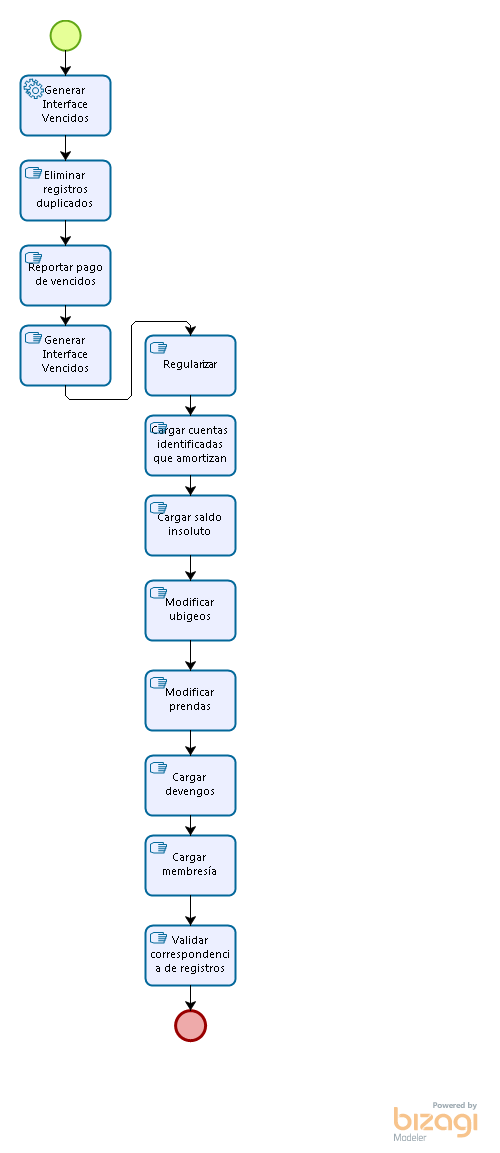 Generar
Interface
Vencidos
Eliminar
registros
duplicados
Reportar pago
de vencidos
Generar
Interface
Vencidos
Regularizar
Cargar cuentas
identificadas
que amortizan
Cargar saldo
insoluto
Modificar
ubigeos
Modificar
prendas
Cargar
devengos
Cargar
membresía
Validar
correspondenci
a de registros
Powered by
bizagi
Modeler